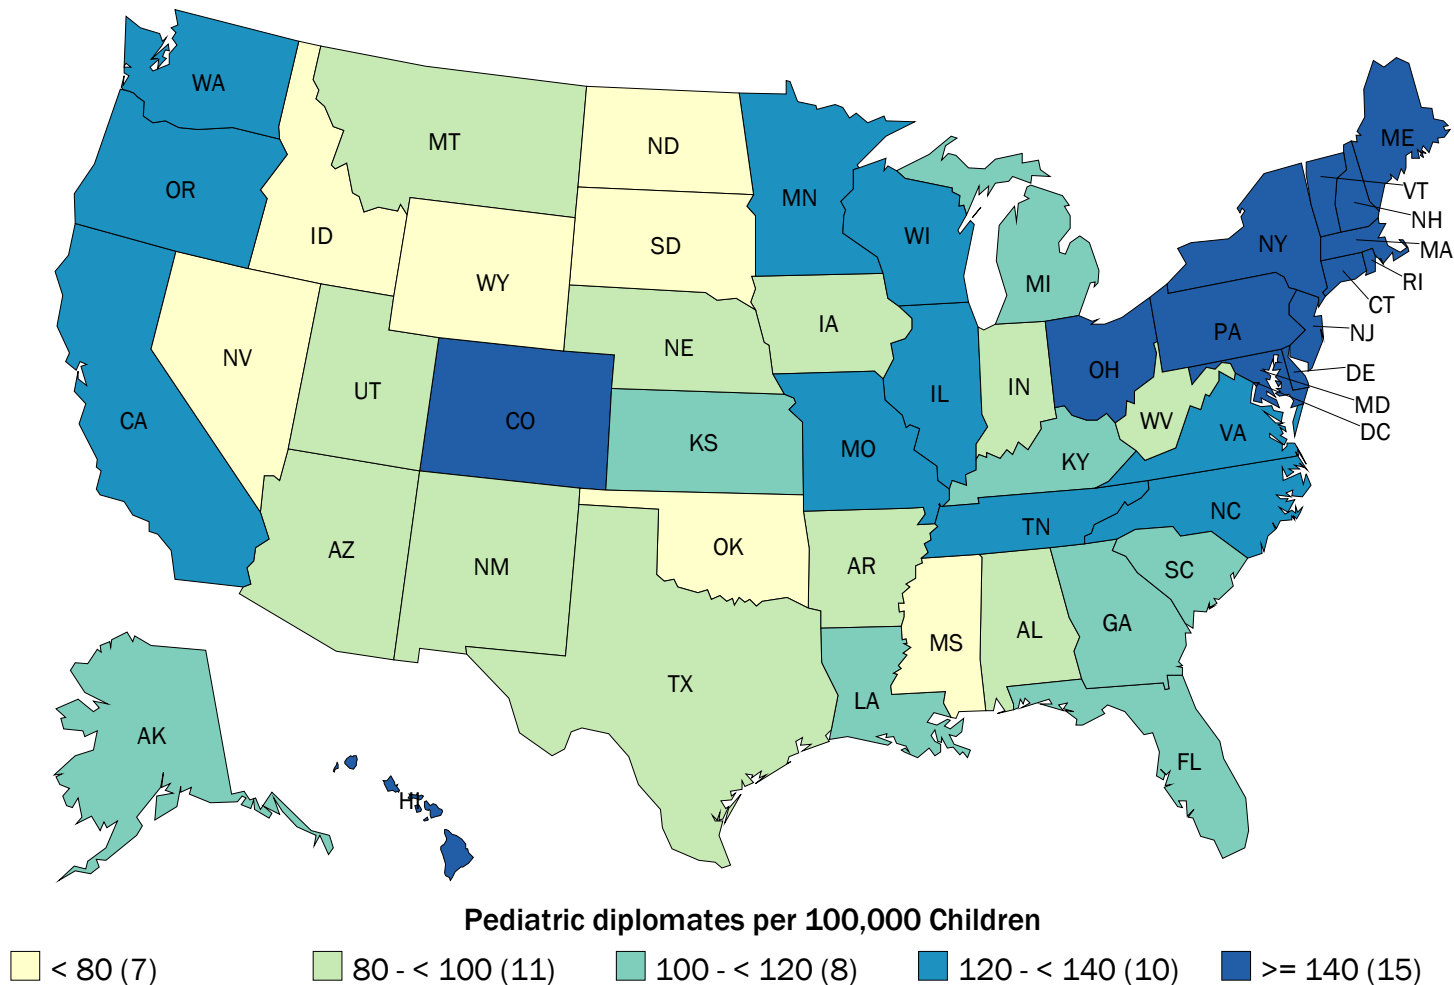 WA
MT
ND
ME
OR
MN
VT
NH
ID
SD
WI
NY
MA
WY
MI
RI
CT
IA
NV
NE
PA
NJ
UT
IN
OH
DE
IL
MD
CA
CO
KS
MO
WV
VA
DC
KY
NC
AZ
NM
OK
TN
AR
SC
MS
AL
GA
TX
LA
AK
FL
HI
Pediatric diplomates per 100,000 Children
< 80 (7) 80 - < 100 (11) 100 - < 120 (8) 120 - < 140 (10) >= 140 (15)